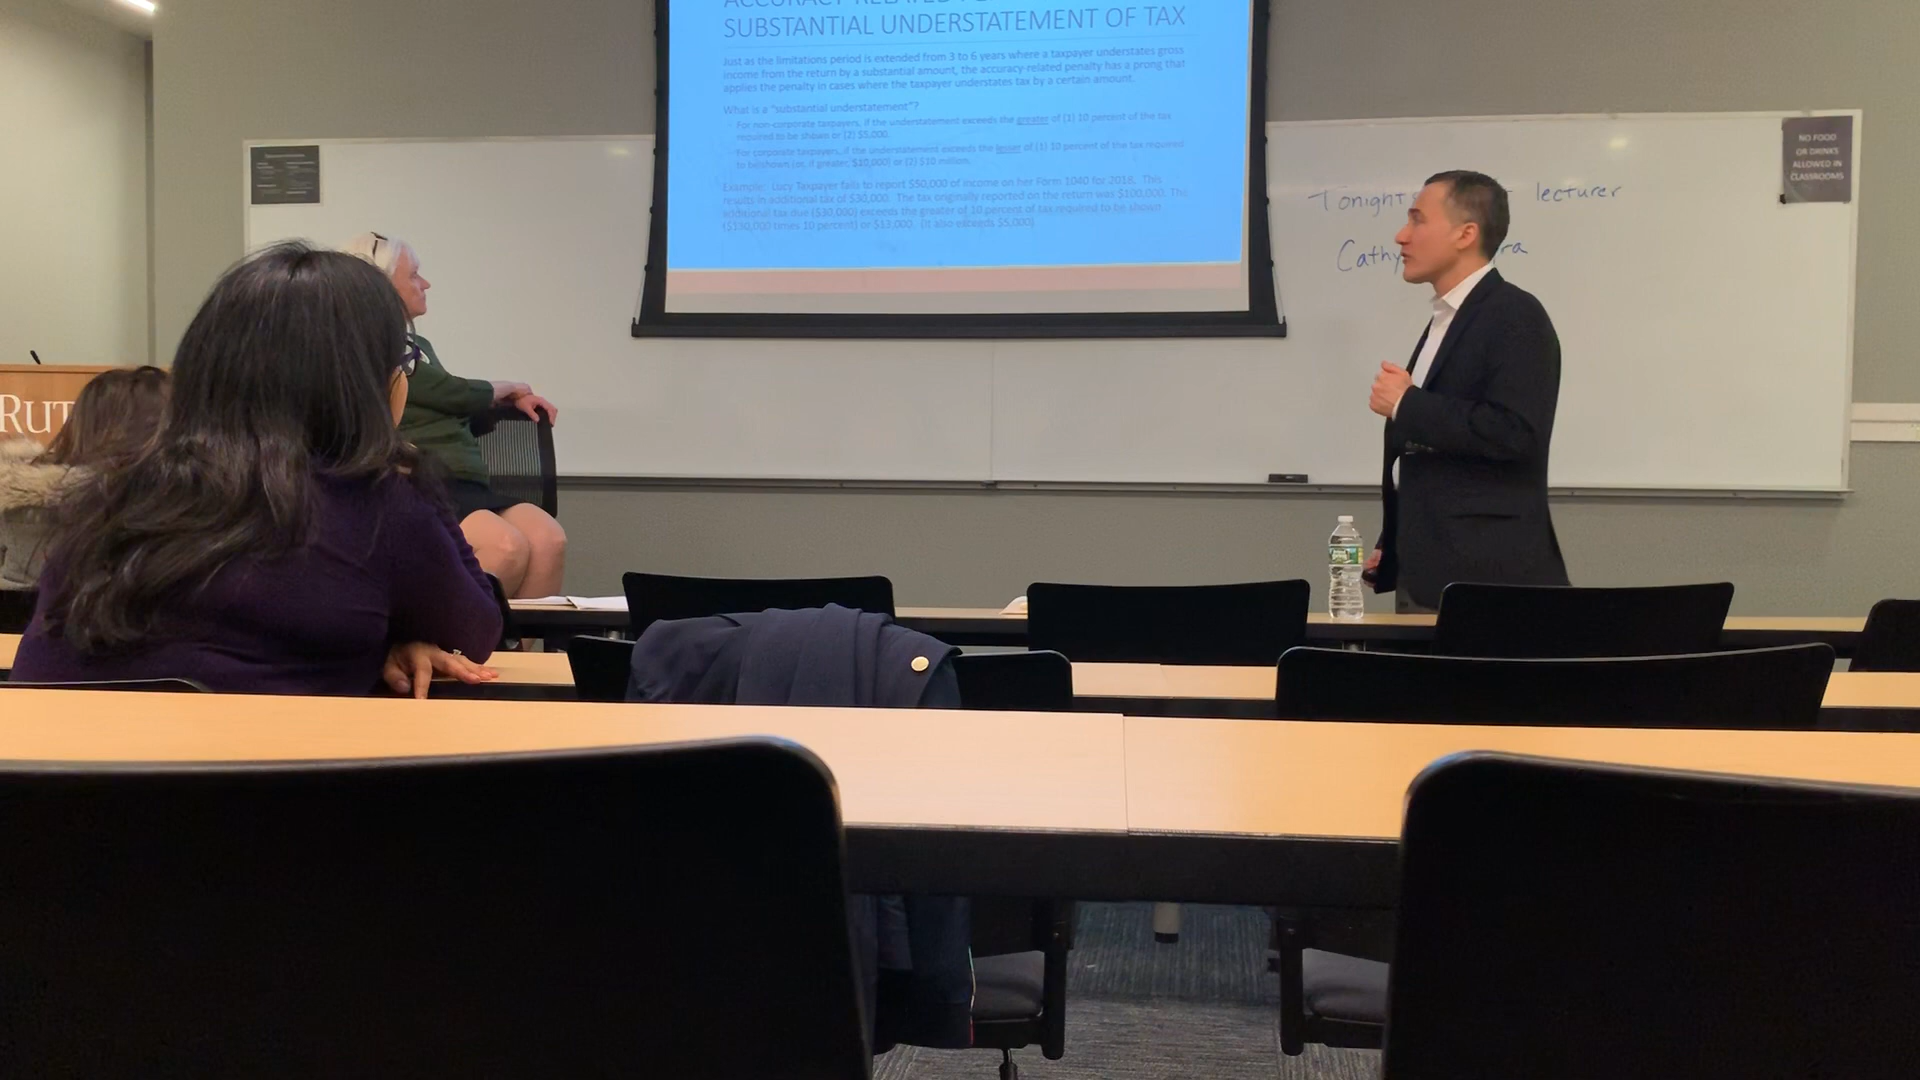 SUBSTANTIAL UNDERSTATEMENT OF TAX
Just as the limitations period is extended from 3 to 6 years where a taxpayer understates gross
income from the return by a substantial amount, the accuracy-related penalty has a prong that
applies the penalty in cases where the taxpayer understates tax by a certain amount.
What is a "substantial understatement"?
For non-corporate taxpayers, if the understatement exceeds the greater of (1) 10 percent of the tax
required to be shown or (2) $5,000.
For corporate taxpayers, if the understatement exceeds the lesser of (1) 10 percent of the tax required
to be shown (or, if greater, $10,000) or (2) $10 million.
Example: Lucy Taxpayer fails to report $50,000 of income on her Form 1040 for 2018. This
results in additional tax of $30,000. The tax originally reported on the return was $100,000. The
additional tax due ($30,000) exceeds the greater of 10 percent of tax required to be shown
($130,000 times 10 percent) or $13,000. (It also exceeds $5,000)
NO FOOD
OR DRINKS
ALLOWED IN
CLASSROOMS
Tonight lecturer
Cathy ra
RUT